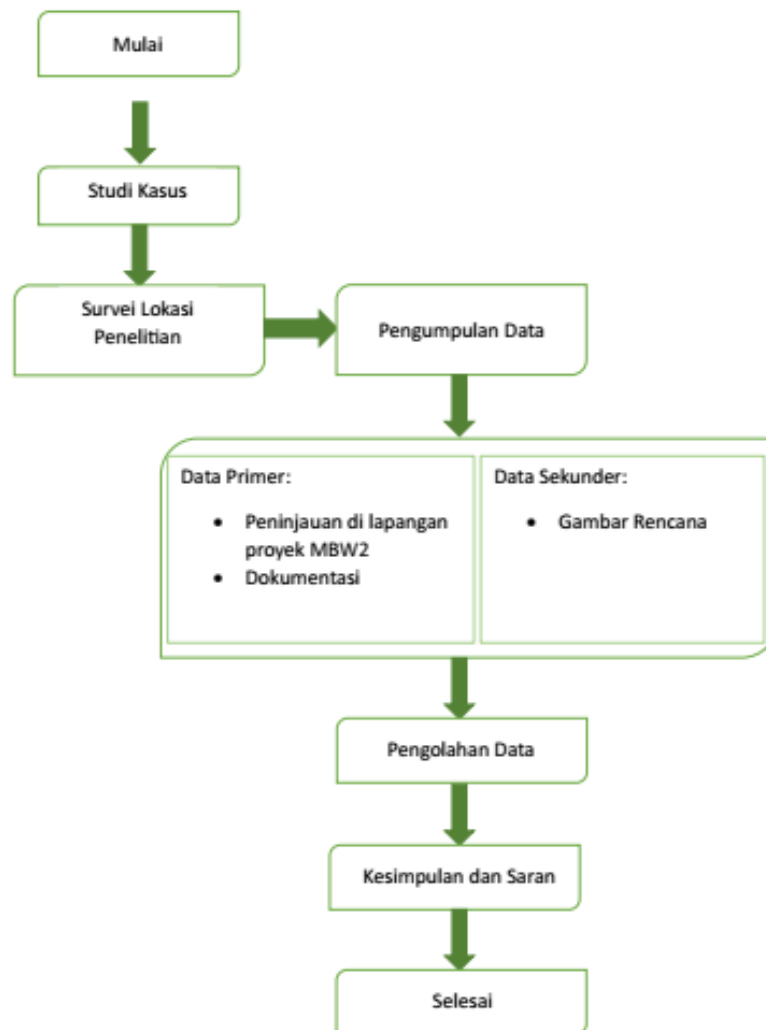 Mulai
Studi Kasus
Survei Lokasi
Penelitian
Pengumpulan Data
Data Primer:
• Peninjauan di lapangan
proyek MBW2
• Dokumentasi
Data Sekunder:
• Gambar Rencana
Pengolahan Data
Kesimpulan dan Saran
Selesai